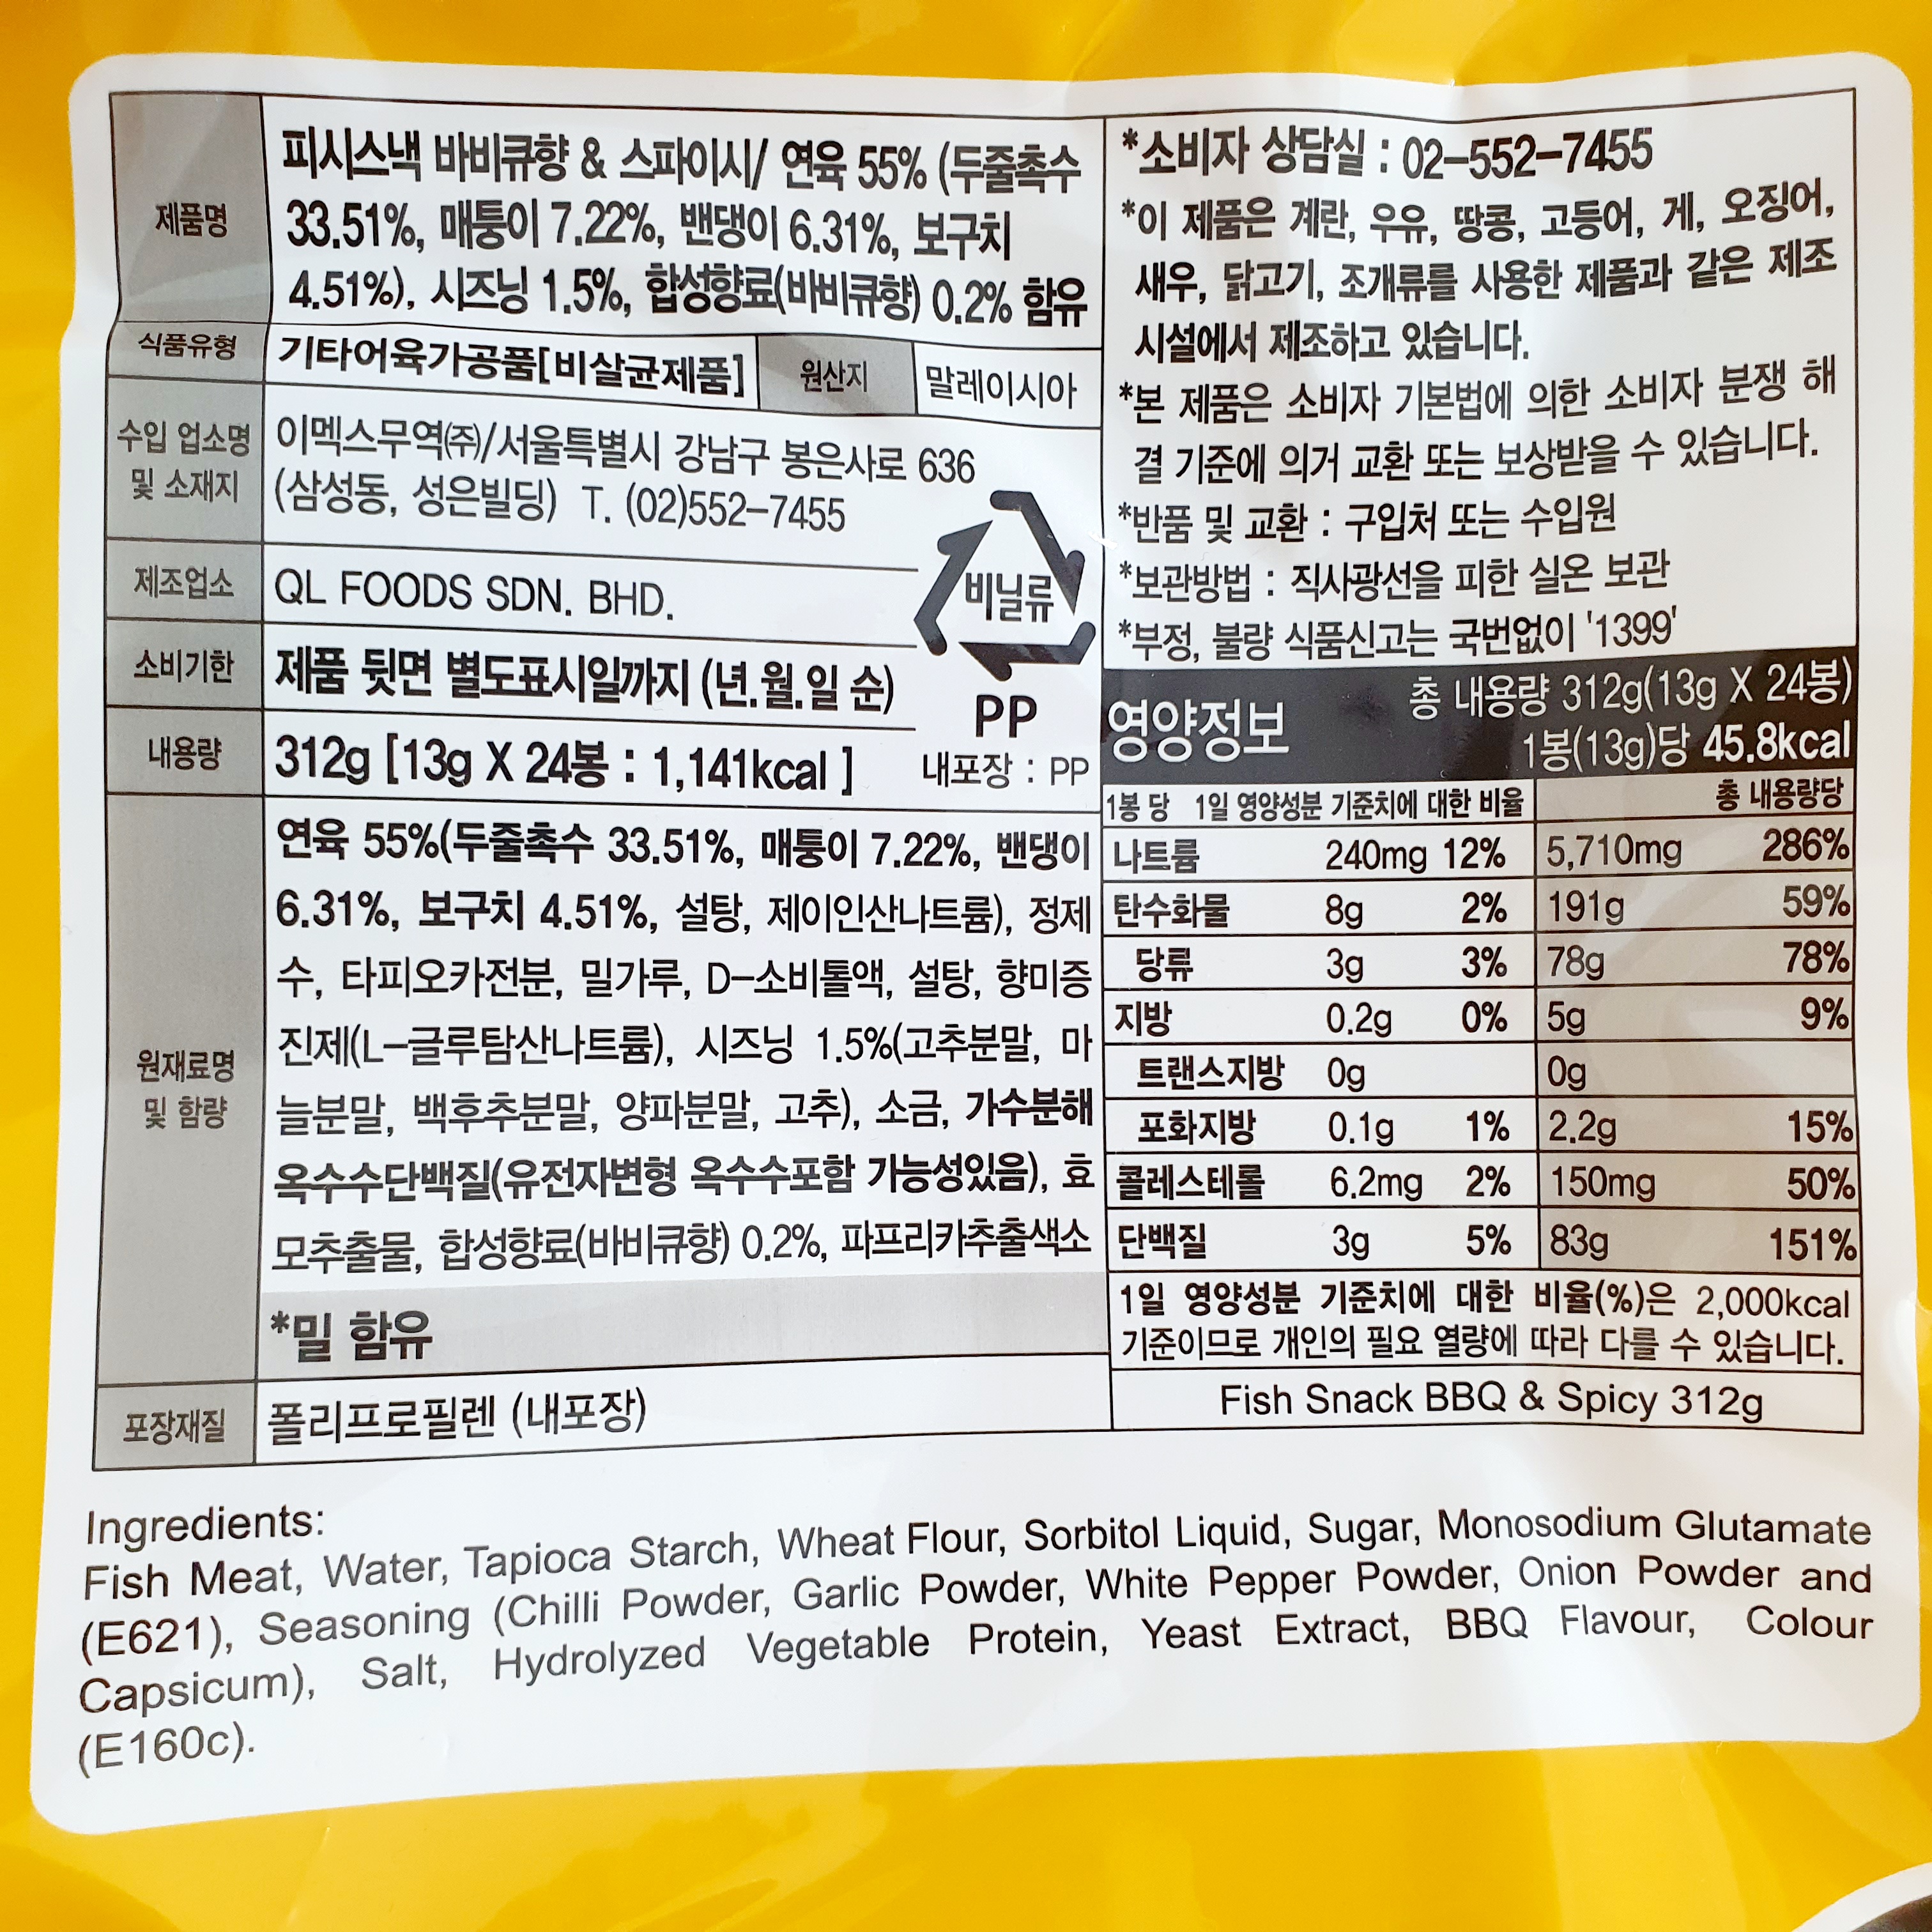 제품명
피시스낵 바비큐향 & 스파이시/ 연육 55% (두줄촉수
33.51%, 매퉁이 7.22%, 밴댕이 6.31%, 보구치
4.51%), 시즈닝 1.5%, 합성향료(바비큐향) 0.2% 함유
식품유형 기타어육가공품[비살균제품] 원산지 말레이시아
수입 업소명
및 소재지
이멕스무역㈜/서울특별시 강남구 봉은사로 636
(삼성동, 성은빌딩) T. (02)552-7455
제조업소 QL FOODS SDN. BHD.
소비기한 제품 뒷면 별도표시일까지 (년.월.일 순)
내용량 312g [13g X 24봉 : 1,141kcal ]
비닐류
PP
내포장 : PP
원재료명
및 함량
연육 55%(두줄촉수 33.51%, 매퉁이 7.22%, 밴댕이
6.31%, 보구치 4.51%, 설탕, 제이인산나트륨), 정제
수, 타피오카전분, 밀가루, D-소비톨액, 설탕, 향미증
진제(L-글루탐산나트륨), 시즈닝 1.5%(고추분말, 마
늘분말, 백후추분말, 양파분말, 고추), 소금, 가수분해
옥수수단백질(유전자변형 옥수수포함 가능성있음), 효
모추출물, 합성향료(바비큐향) 0.2%, 파프리카추출색소
*밀 함유
포장재질 폴리프로필렌 (내포장)
*소비자 상담실 : 02-552-7455
*이 제품은 계란, 우유, 땅콩, 고등어, 게, 오징어,
새우, 닭고기, 조개류를 사용한 제품과 같은 제조
시설에서 제조하고 있습니다.
*본 제품은 소비자 기본법에 의한 소비자 분쟁 해
결 기준에 의거 교환 또는 보상받을 수 있습니다.
*반품 및 교환 : 구입처 또는 수입원
*보관방법 : 직사광선을 피한 실온 보관
*부정, 불량 식품신고는 국번없이 '1399'
영양정보
총 내용량 312g(13g X 24봉)
1봉(13g)당 45.8kcal
1봉 당 1일 영양성분 기준치에 대한 비율 총 내용량당
나트륨 240mg 12% 5,710mg 286%
탄수화물 8g 2% 191g 59%
당류 3g 3% 78g 78%
지방 0.2g 0% 5g 9%
트랜스지방 0g 0g
포화지방 0.1g 1% 2.2g 15%
콜레스테롤 6.2mg 2% 150mg 50%
단백질 3g 5% 83g 151%
1일 영양성분 기준치에 대한 비율(%)은 2,000kcal
기준이므로 개인의 필요 열량에 따라 다를 수 있습니다.
Fish Snack BBQ & Spicy 312g
Ingredients:
Fish Meat, Water, Tapioca Starch, Wheat Flour, Sorbitol Liquid, Sugar, Monosodium Glutamate
(E621), Seasoning (Chilli Powder, Garlic Powder, White Pepper Powder, Onion Powder and
Capsicum), Salt, Hydrolyzed Vegetable Protein, Yeast Extract, BBQ Flavour, Colour
(E160c).